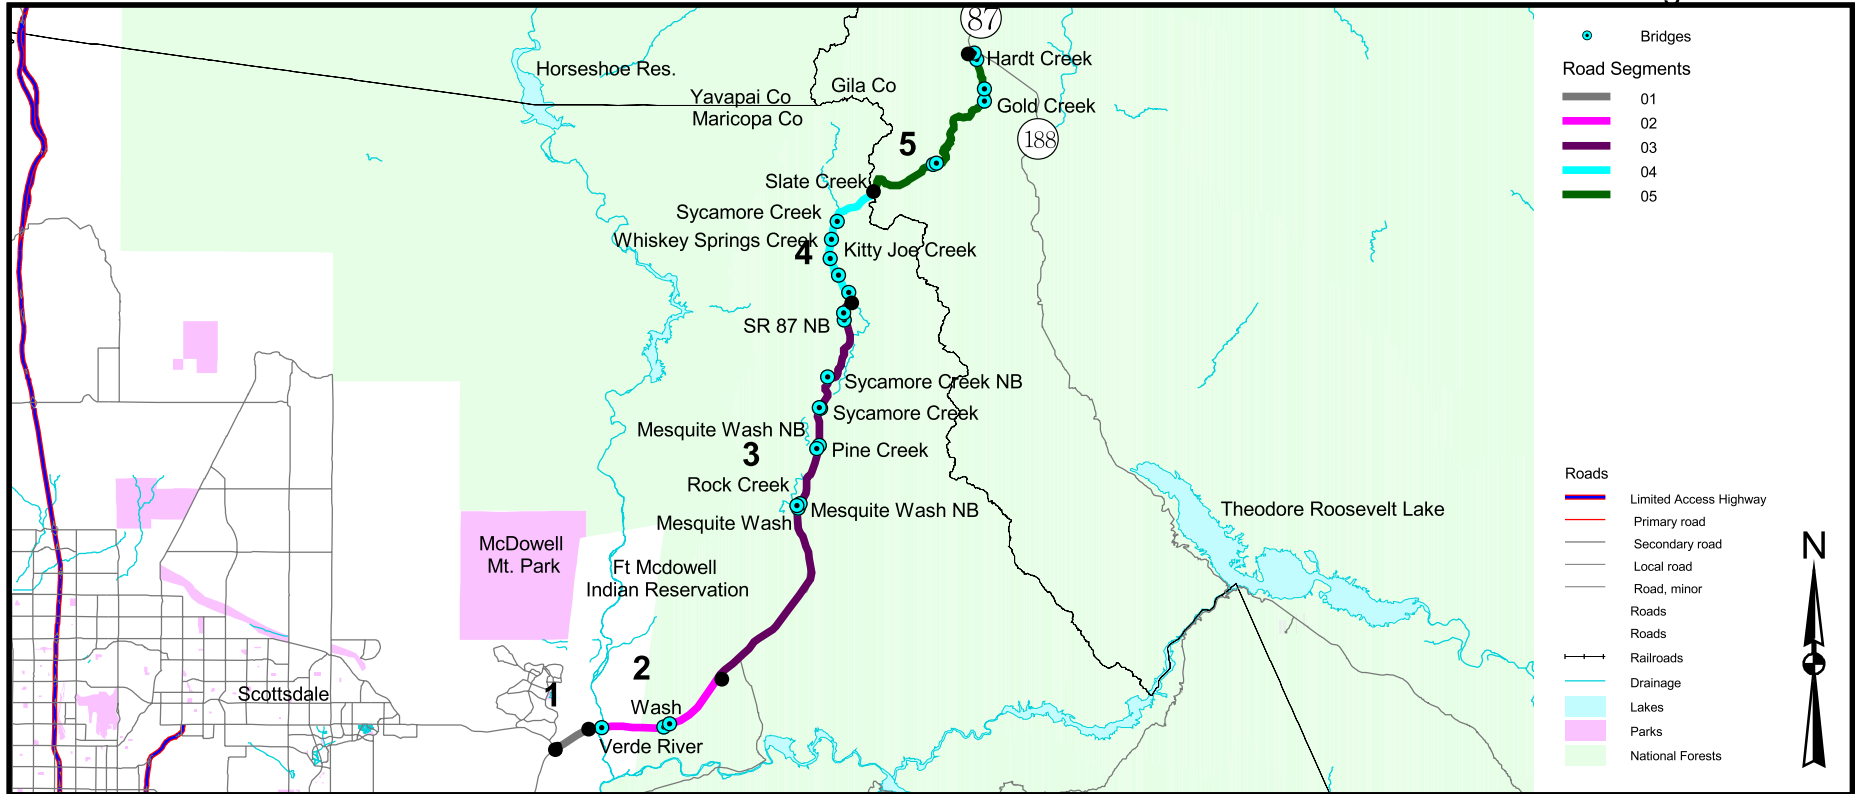 87
Hardt Creek
Horseshoe Res.
Gila Co
Yavapai Co
Maricopa Co
Gold Creek
188
5
Slate Creek
Sycamore Creek
Whiskey Springs Creek
4
Kitty Joe Creek
SR 87 NB
Sycamore Creek NB
Sycamore Creek
Mesquite Wash NB
3
Pine Creek
Rock Creek
Mesquite Wash NB
Mesquite Wash
Theodore Roosevelt Lake
McDowell
Mt. Park
Ft Mcdowell
Indian Reservation
2
1
Scottsdale
Wash
Verde River
Bridges
Road Segments
01
02
03
04
05
Roads
Limited Access Highway
Primary road
Secondary road
Local road
Road, minor
Roads
Roads
Railroads
Drainage
Lakes
Parks
National Forests
N